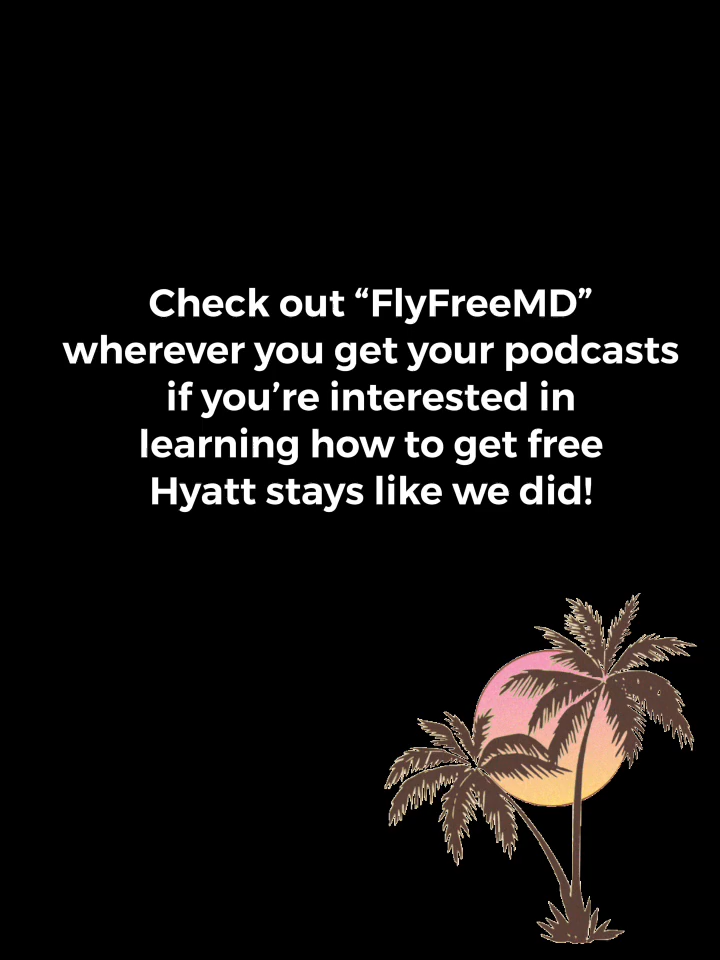 Check out “FlyFreeMD”
wherever you get your podcasts
if you’re interested in
learning how to get free
Hyatt stays like we did!